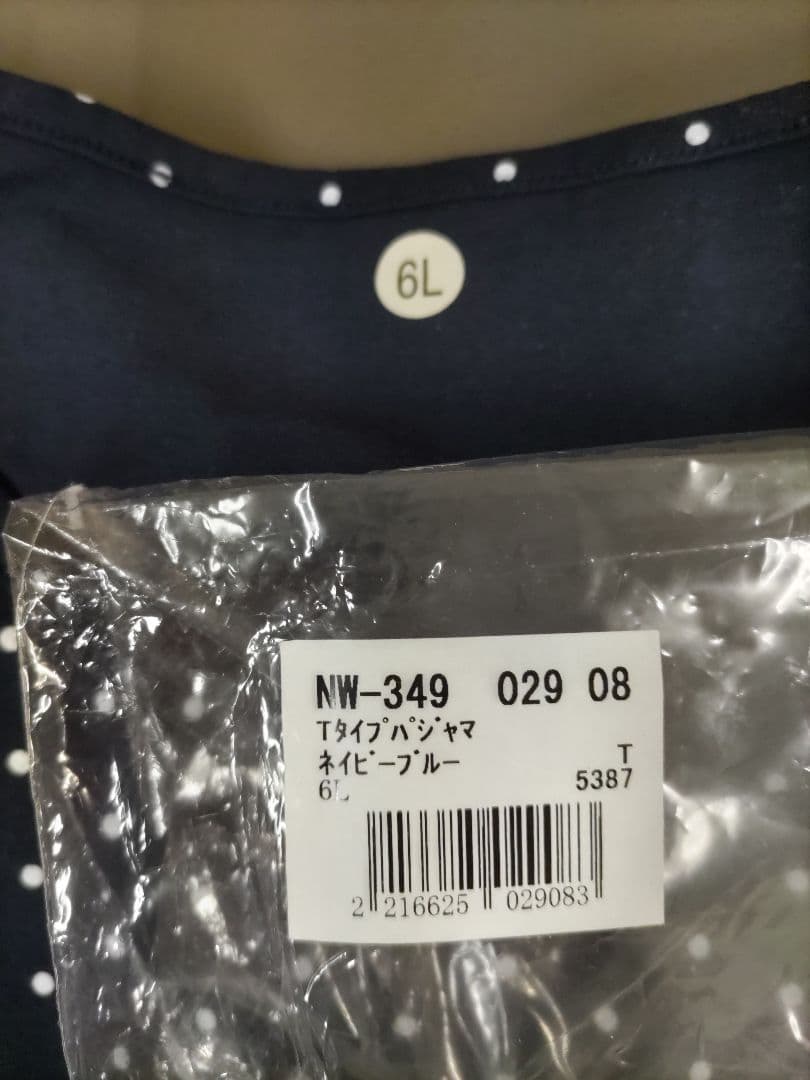 6L
NW-349 029 08
Tﾀｲﾌﾟﾊﾟｼﾞｬﾏ
ﾈｲﾋﾞｰﾌﾞﾙｰ T
6L 5387
2 216625 029083